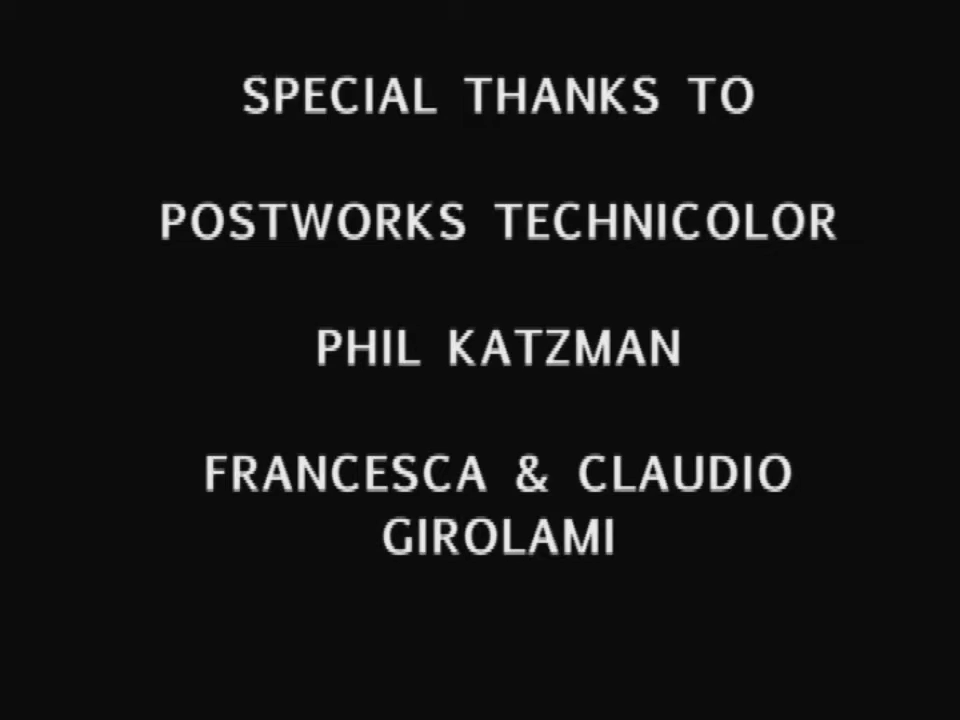 SPECIAL THANKS TO
POSTWORKS TECHNICOLOR
PHIL KATZMAN
FRANCESCA & CLAUDIO
GIROLAMI